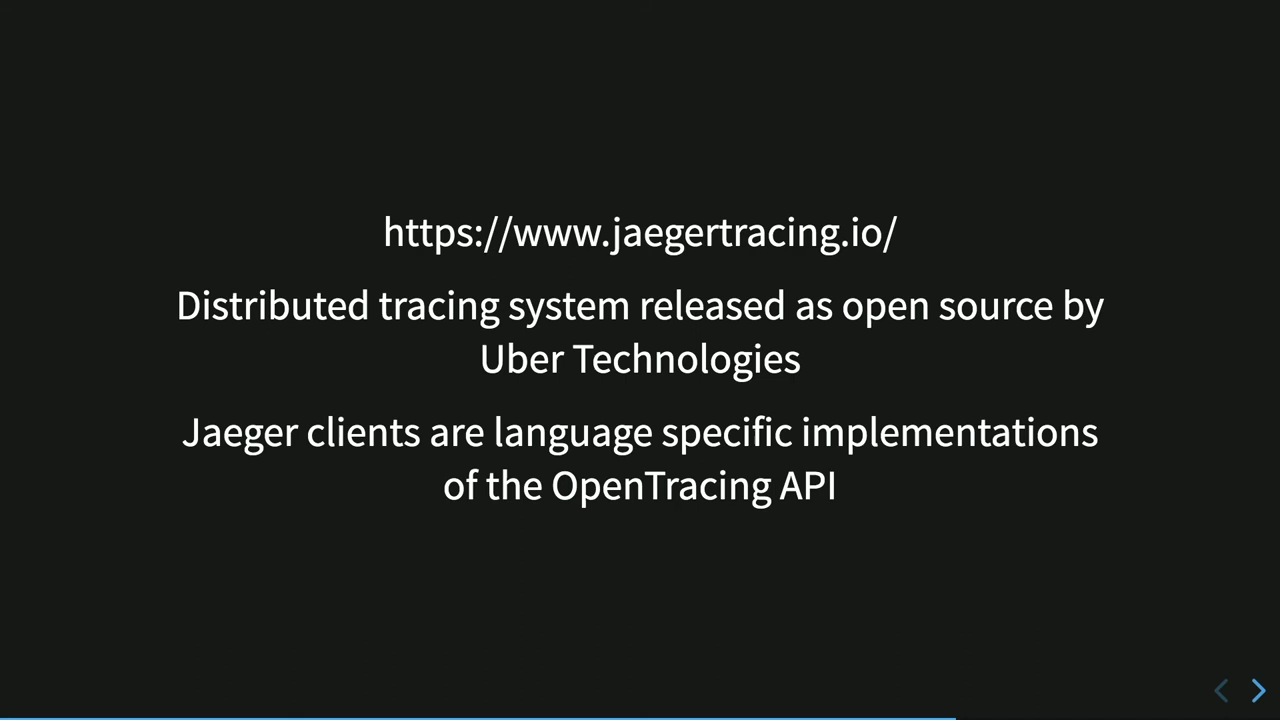 https://www.jaegertracing.io/
Distributed tracing system released as open source by
Uber Technologies
Jaeger clients are language specific implementations
of the OpenTracing API